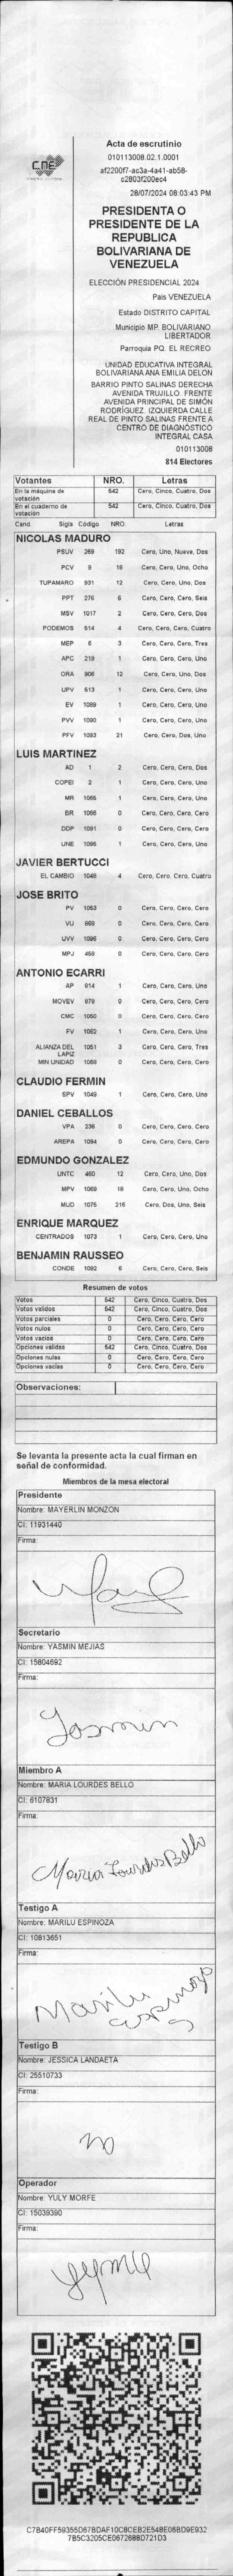 CNE
Acta de escrutinio
010113008.02.1.0001
af2200f7-ac3a-4a41-ab58-
c2803f200ec4
28/07/2024 08:03:43 PM
PRESIDENTA O
PRESIDENTE DE LA
REPUBLICA
BOLIVARIANA DE
VENEZUELA
ELECCIÓN PRESIDENCIAL 2024
Pais VENEZUELA
Estado DISTRITO CAPITAL
Municipio MP. BOLIVARIANO
LIBERTADOR
Parroquia PQ. EL RECREO
UNIDAD EDUCATIVA INTEGRAL
BOLIVARIANA ANA EMILIA DELON
BARRIO PINTO SALINAS DERECHA
AVENIDA TRUJILLO. FRENTE
AVENIDA PRINCIPAL DE SIMÓN
RODRÍGUEZ. IZQUIERDA CALLE
REAL DE PINTO SALINAS FRENTE A
CENTRO DE DIAGNÓSTICO
INTEGRAL CASA
010113008
814 Electores
Votantes NRO. Letras
En la máquina de votación 542 Cero, Cinco, Cuatro, Dos
En el cuaderno de votación 542 Cero, Cinco, Cuatro, Dos
Cand. Sigla Código NRO. Letras
NICOLAS MADURO
PSUV 269 192 Cero, Uno, Nueve, Dos
PCV 9 18 Cero, Cero, Uno, Ocho
TUPAMARO 931 12 Cero, Cero, Uno, Dos
PPT 276 6 Cero, Cero, Cero, Seis
MSV 1017 2 Cero, Cero, Cero, Dos
PODEMOS 514 4 Cero, Cero, Cero, Cuatro
MEP 6 3 Cero, Cero, Cero, Tres
APC 219 1 Cero, Cero, Cero, Uno
ORA 906 12 Cero, Cero, Uno, Dos
UPV 613 1 Cero, Cero, Cero, Uno
EV 1089 1 Cero, Cero, Cero, Uno
PVV 1090 1 Cero, Cero, Cero, Uno
PFV 1093 21 Cero, Cero, Dos, Uno
LUIS MARTINEZ
AD 1 2 Cero, Cero, Cero, Dos
COPEI 2 1 Cero, Cero, Cero, Uno
MR 1065 1 Cero, Cero, Cero, Uno
BR 1066 0 Cero, Cero, Cero, Cero
DDP 1091 0 Cero, Cero, Cero, Cero
UNE 1095 1 Cero, Cero, Cero, Uno
JAVIER BERTUCCI
EL CAMBIO 1048 4 Cero, Cero, Cero, Cuatro
JOSE BRITO
PV 1053 0 Cero, Cero, Cero, Cero
VU 868 0 Cero, Cero, Cero, Cero
UVV 1096 0 Cero, Cero, Cero, Cero
MPJ 458 0 Cero, Cero, Cero, Cero
ANTONIO ECARRI
AP 814 1 Cero, Cero, Cero, Uno
MOVEV 878 0 Cero, Cero, Cero, Cero
CMC 1050 0 Cero, Cero, Cero, Cero
FV 1062 1 Cero, Cero, Cero, Uno
ALIANZA DEL LAPIZ 1051 3 Cero, Cero, Cero, Tres
MIN UNIDAD 1068 0 Cero, Cero, Cero, Cero
CLAUDIO FERMIN
SPV 1049 1 Cero, Cero, Cero, Uno
DANIEL CEBALLOS
VPA 236 0 Cero, Cero, Cero, Cero
AREPA 1094 0 Cero, Cero, Cero, Cero
EDMUNDO GONZALEZ
UNTC 460 12 Cero, Cero, Uno, Dos
MPV 1069 18 Cero, Cero, Uno, Ocho
MUD 1075 216 Cero, Dos, Uno, Seis
ENRIQUE MARQUEZ
CENTRADOS 1073 1 Cero, Cero, Cero, Uno
BENJAMIN RAUSSEO
CONDE 1092 6 Cero, Cero, Cero, Seis
Resumen de votos
Votos 542 Cero, Cinco, Cuatro, Dos
Votos validos 542 Cero, Cinco, Cuatro, Dos
Votos parciales 0 Cero, Cero, Cero, Cero
Votos nulos 0 Cero, Cero, Cero, Cero
Votos vacios 0 Cero, Cero, Cero, Cero
Opciones validas 542 Cero, Cinco, Cuatro, Dos
Opciones nulas 0 Cero, Cero, Cero, Cero
Opciones vacias 0 Cero, Cero, Cero, Cero
Observaciones:
Se levanta la presente acta la cual firman en
señal de conformidad.
Miembros de la mesa electoral
Presidente
Nombre: MAYERLIN MONZON
CI: 11931440
Firma:
Secretario
Nombre: YASMIN MEJIAS
CI: 15804692
Firma:
Yasmin
Miembro A
Nombre: MARIA LOURDES BELLO
CI: 6107831
Firma:
Maria Lourdes Bello
Testigo A
Nombre: MARILU ESPINOZA
CI: 10813651
Firma:
Marilu
Espinoza
Testigo B
Nombre: JESSICA LANDAETA
CI: 25510733
Firma:
Operador
Nombre: YULY MORFE
CI: 15039390
Firma:
C7B40FF59355D67BDAF10C8CEB2E548E06BD9E932
7B5C3205CE0672688D721D3